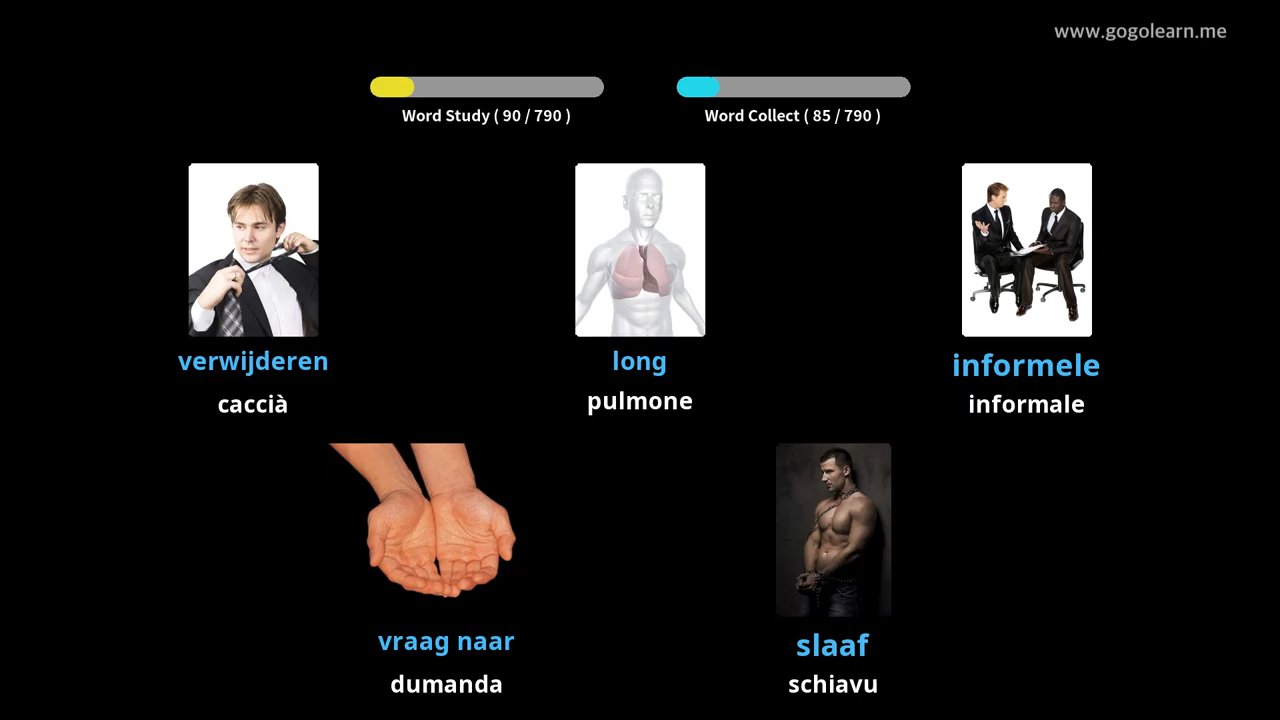 www.gogolearn.me
Word Study ( 90 / 790 )
Word Collect ( 85 / 790 )
verwijderen
caccià
long
pulmone
informele
informale
vraag naar
dumanda
slaaf
schiavu